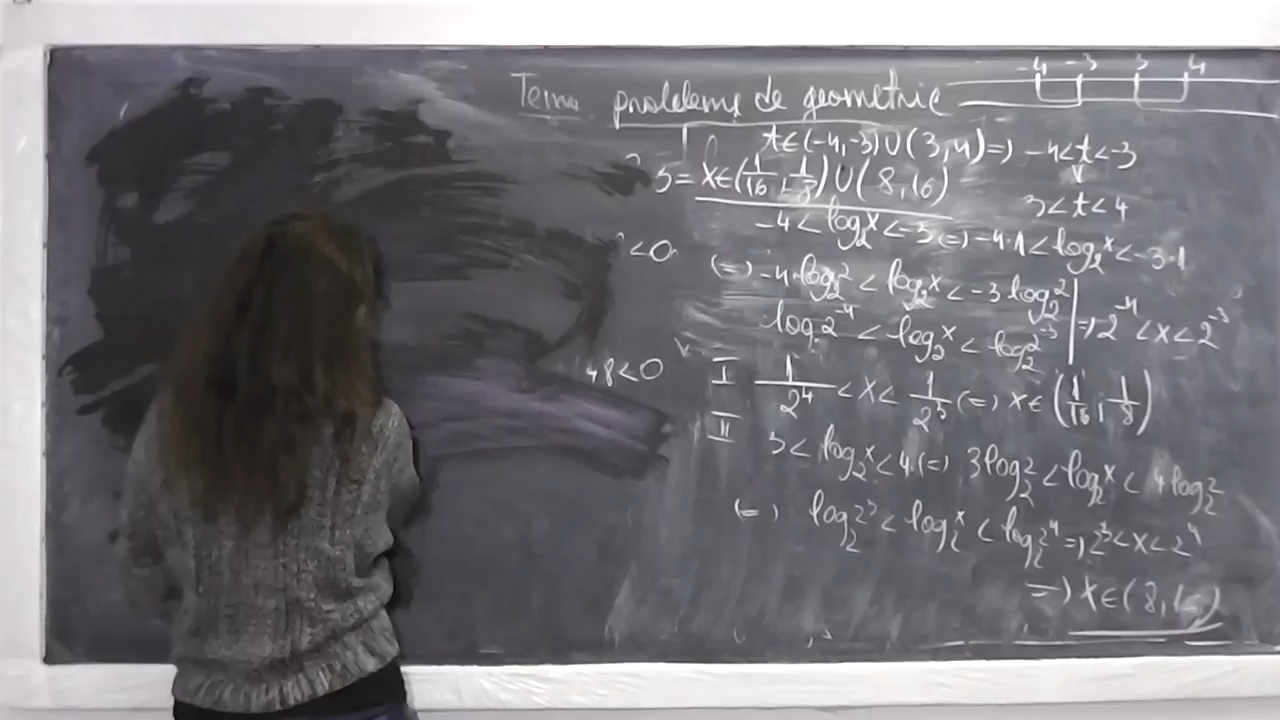 -4 -3 3 4
Tema probleme de geometrie
t∈(-4,-3)∪(3,4)=) -4<t<-3
v
S=x∈(1/16;1/8)∪(8,16)
3<t<4
-4<log₂x<-3(=)-4·1<log₂x<-3·1
<0
(=)-4·log₂2<log₂x<-3log₂2
log₂2⁻⁴<log₂x<log₂2⁻³ =)2⁻⁴<x<2⁻³
48<0
I 1/2⁴<x<1/2³(=)x∈(1/16;1/8)
II 3<log₂x<4(=) 3log₂2<log₂x<4log₂2
(=) log₂2³<log₂x<log₂2⁴=)2³<x<2⁴
=)x∈(8,16)